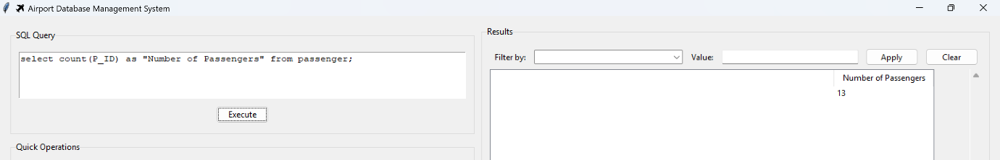 Airport Database Management System
SQL Query
select count(P_ID) as "Number of Passengers" from passenger;
Execute
Quick Operations
Results
Filter by:
Value:
Apply
Clear
Number of Passengers
13